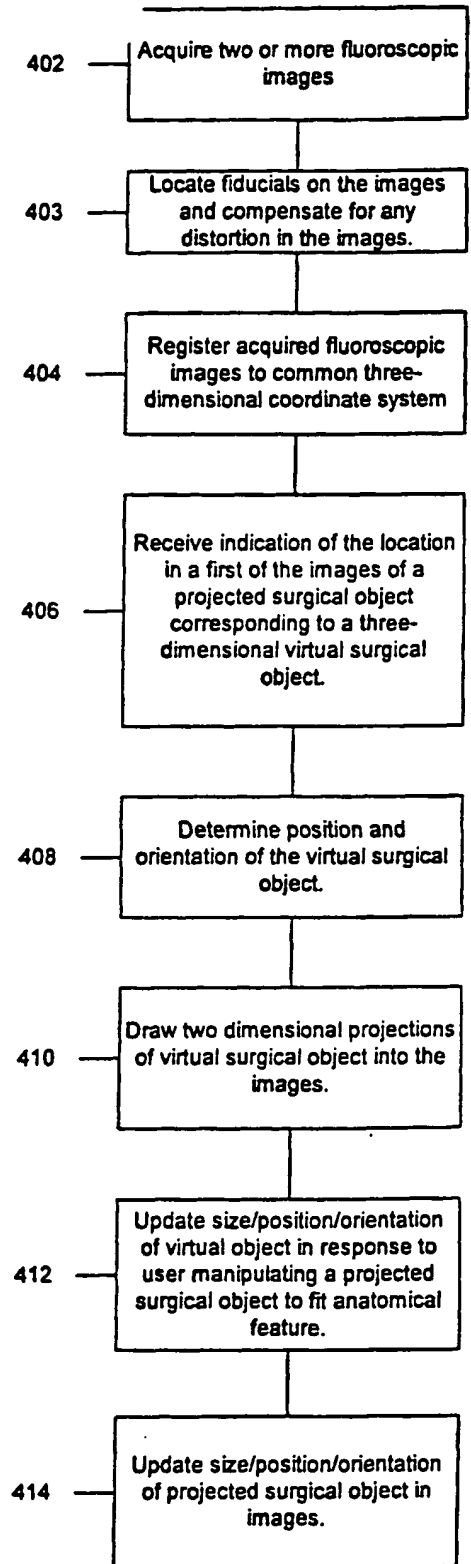 402
Acquire two or more fluoroscopic
images
403
Locate fiducials on the images
and compensate for any
distortion in the images.
404
Register acquired fluoroscopic
images to common three-
dimensional coordinate system
406
Receive indication of the location
in a first of the images of a
projected surgical object
corresponding to a three-
dimensional virtual surgical
object.
408
Determine position and
orientation of the virtual surgical
object.
410
Draw two dimensional projections
of virtual surgical object into the
images.
412
Update size/position/orientation
of virtual object in response to
user manipulating a projected
surgical object to fit anatomical
feature.
414
Update size/position/orientation
of projected surgical object in
images.